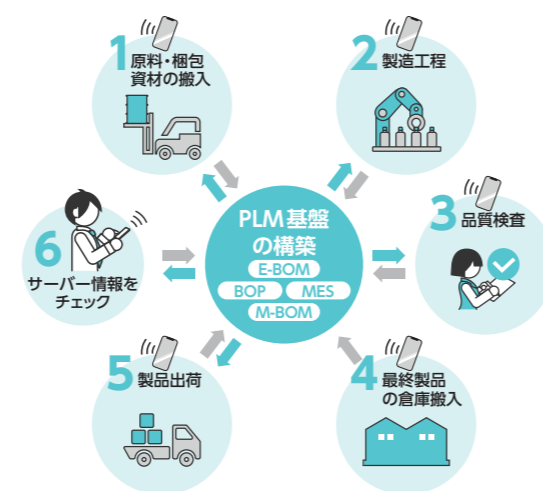 1
原料・梱包
資材の搬入
2
製造工程
PLM基盤
の構築
E-BOM
BOP
MES
M-BOM
3
品質検査
6
サーバー情報を
チェック
5
製品出荷
4
最終製品
の倉庫搬入